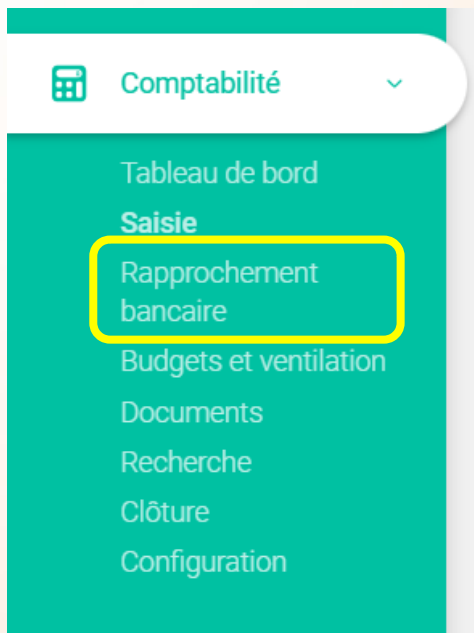 Comptabilité
Tableau de bord
Saisie
Rapprochement
bancaire
Budgets et ventilation
Documents
Recherche
Clôture
Configuration